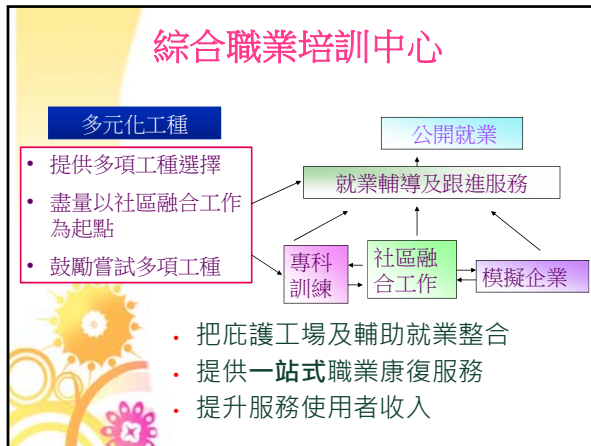 綜合職業培訓中心
多元化工種
• 提供多項工種選擇
• 盡量以社區融合工作
為起點
• 鼓勵嘗試多項工種
公開就業
就業輔導及跟進服務
專科
訓練
社區融
合工作
模擬企業
• 把庇護工場及輔助就業整合
• 提供一站式職業康復服務
• 提升服務使用者收入